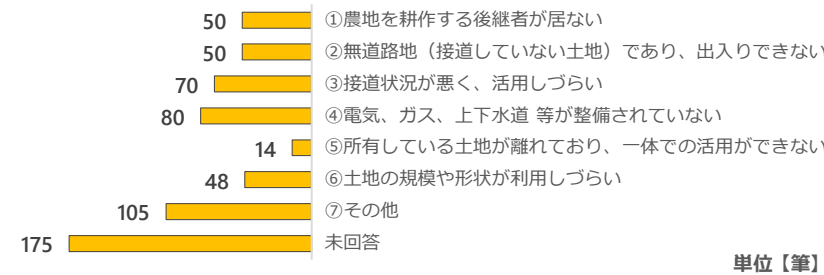 50 ①農地を耕作する後継者が居ない
50 ②無道路地（接道していない土地）であり、出入りできない
70 ③接道状況が悪く、活用しづらい
80 ④電気、ガス、上下水道 等が整備されていない
14 ⑤所有している土地が離れており、一体での活用ができない
48 ⑥土地の規模や形状が利用しづらい
105 ⑦その他
175 未回答
単位【筆】